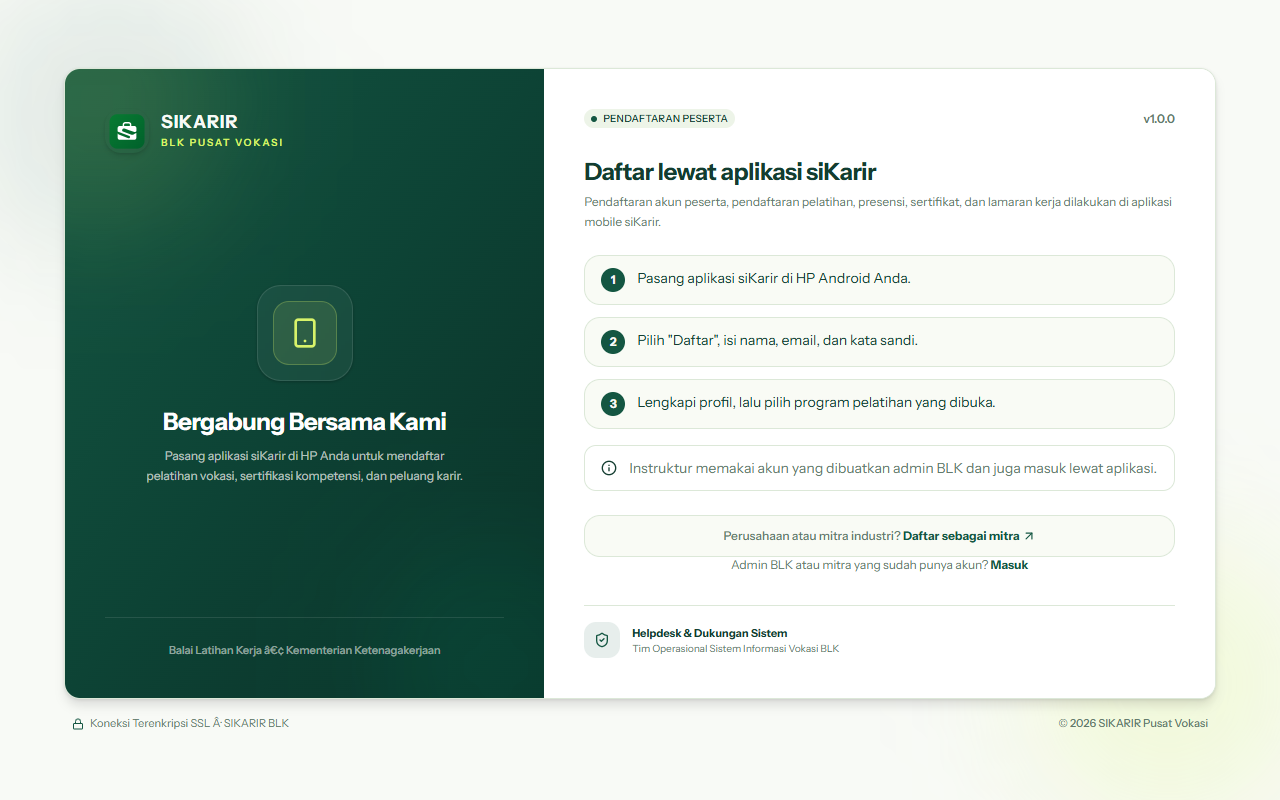 SIKARIR
BLK PUSAT VOKASI
Bergabung Bersama Kami
Pasang aplikasi siKarir di HP Anda untuk mendaftar
pelatihan vokasi, sertifikasi kompetensi, dan peluang karir.
Balai Latihan Kerja â€¢ Kementerian Ketenagakerjaan
PENDAFTARAN PESERTA
v1.0.0
Daftar lewat aplikasi siKarir
Pendaftaran akun peserta, pendaftaran pelatihan, presensi, sertifikat, dan lamaran kerja dilakukan di aplikasi
mobile siKarir.
1 Pasang aplikasi siKarir di HP Android Anda.
2 Pilih "Daftar", isi nama, email, dan kata sandi.
3 Lengkapi profil, lalu pilih program pelatihan yang dibuka.
Instruktur memakai akun yang dibuatkan admin BLK dan juga masuk lewat aplikasi.
Perusahaan atau mitra industri? Daftar sebagai mitra
Admin BLK atau mitra yang sudah punya akun? Masuk
Helpdesk & Dukungan Sistem
Tim Operasional Sistem Informasi Vokasi BLK
Koneksi Terenkripsi SSL Â· SIKARIR BLK
© 2026 SIKARIR Pusat Vokasi